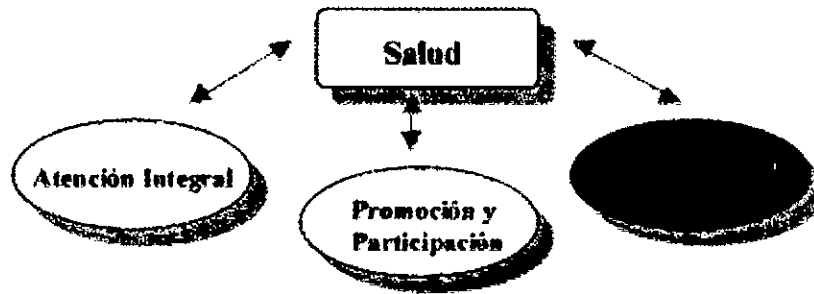 Salud
Atención Integral
Promoción y
Participación